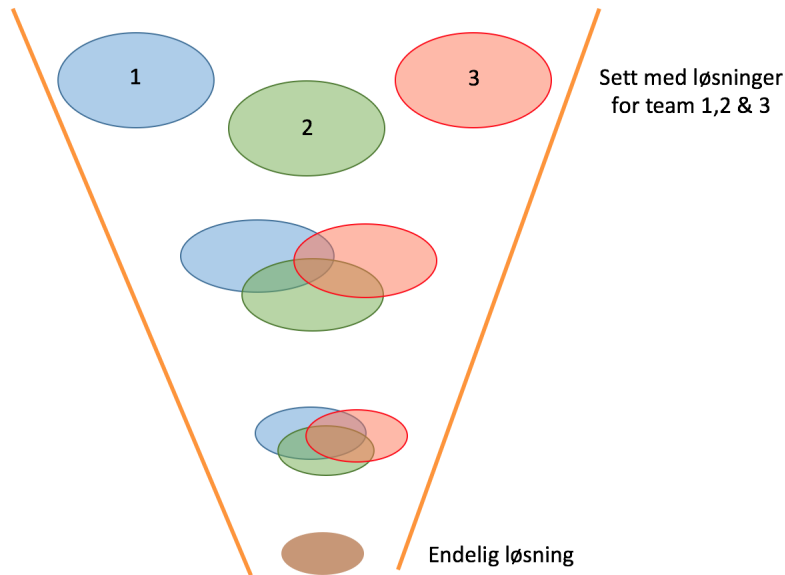 1
2
3
Sett med løsninger
for team 1,2 & 3
Endelig løsning